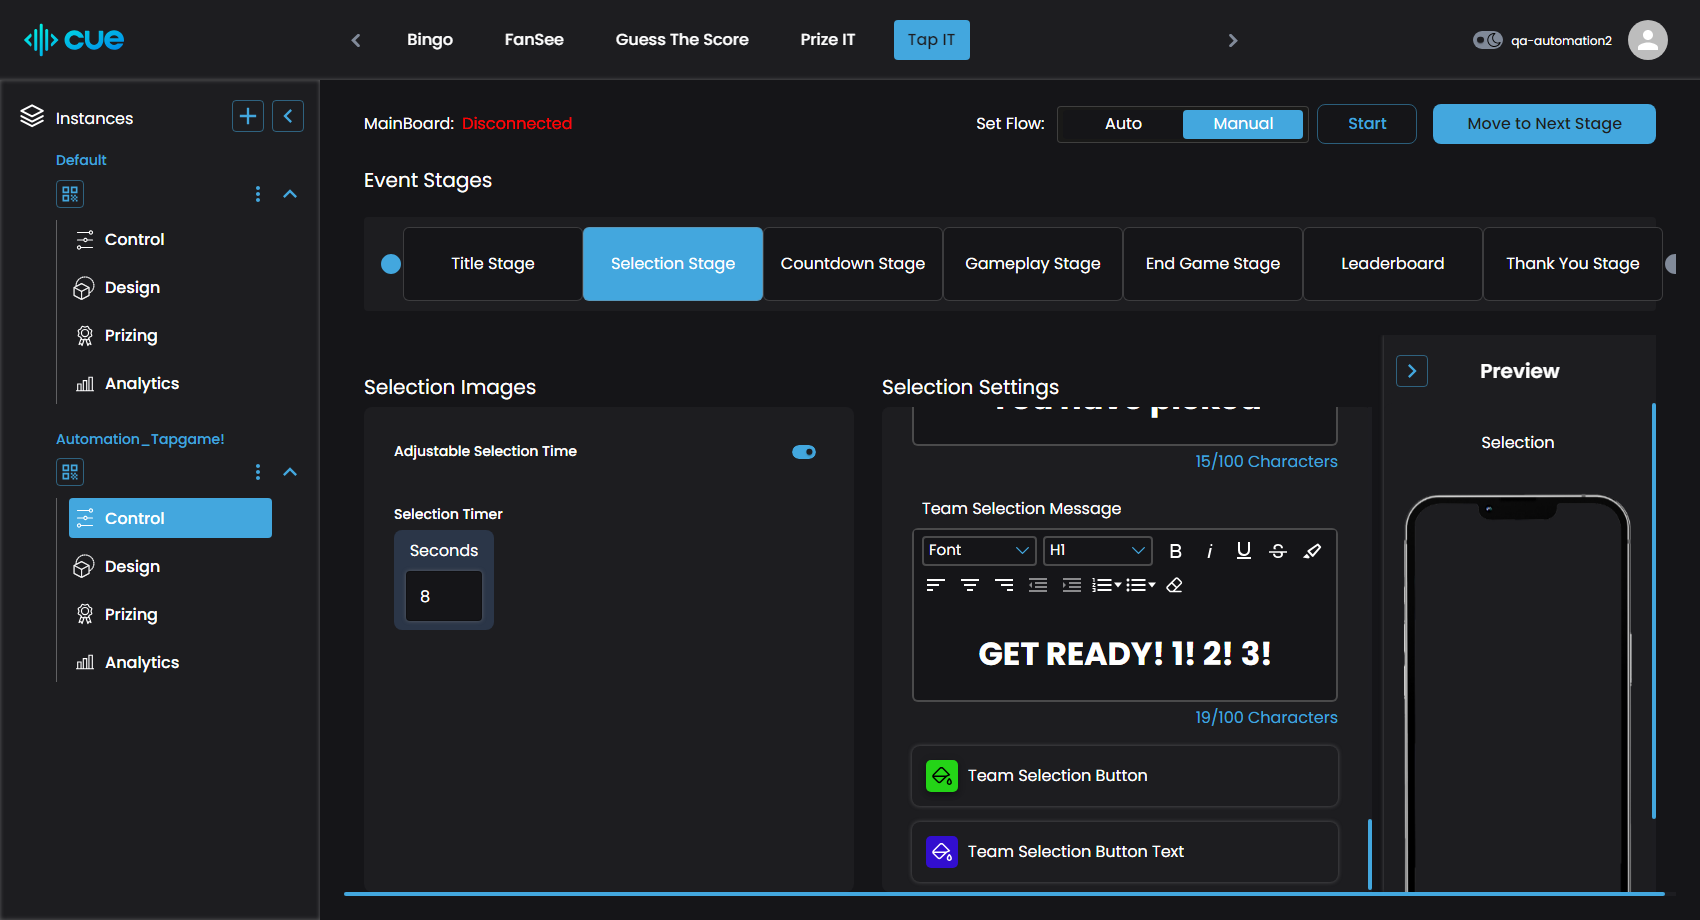 cue
Bingo
FanSee
Guess The Score
Prize IT
Tap IT
qa-automation2
Instances
Default
Control
Design
Prizing
Analytics
Automation_Tapgame!
Control
Design
Prizing
Analytics
MainBoard: Disconnected
Set Flow:
Auto
Manual
Start
Move to Next Stage
Event Stages
Title Stage
Selection Stage
Countdown Stage
Gameplay Stage
End Game Stage
Leaderboard
Thank You Stage
Selection Images
Adjustable Selection Time
Selection Timer
Seconds
8
Selection Settings
You have picked
15/100 Characters
Team Selection Message
Font
H1
B
i
U
S
GET READY! 1! 2! 3!
19/100 Characters
Team Selection Button
Team Selection Button Text
Preview
Selection